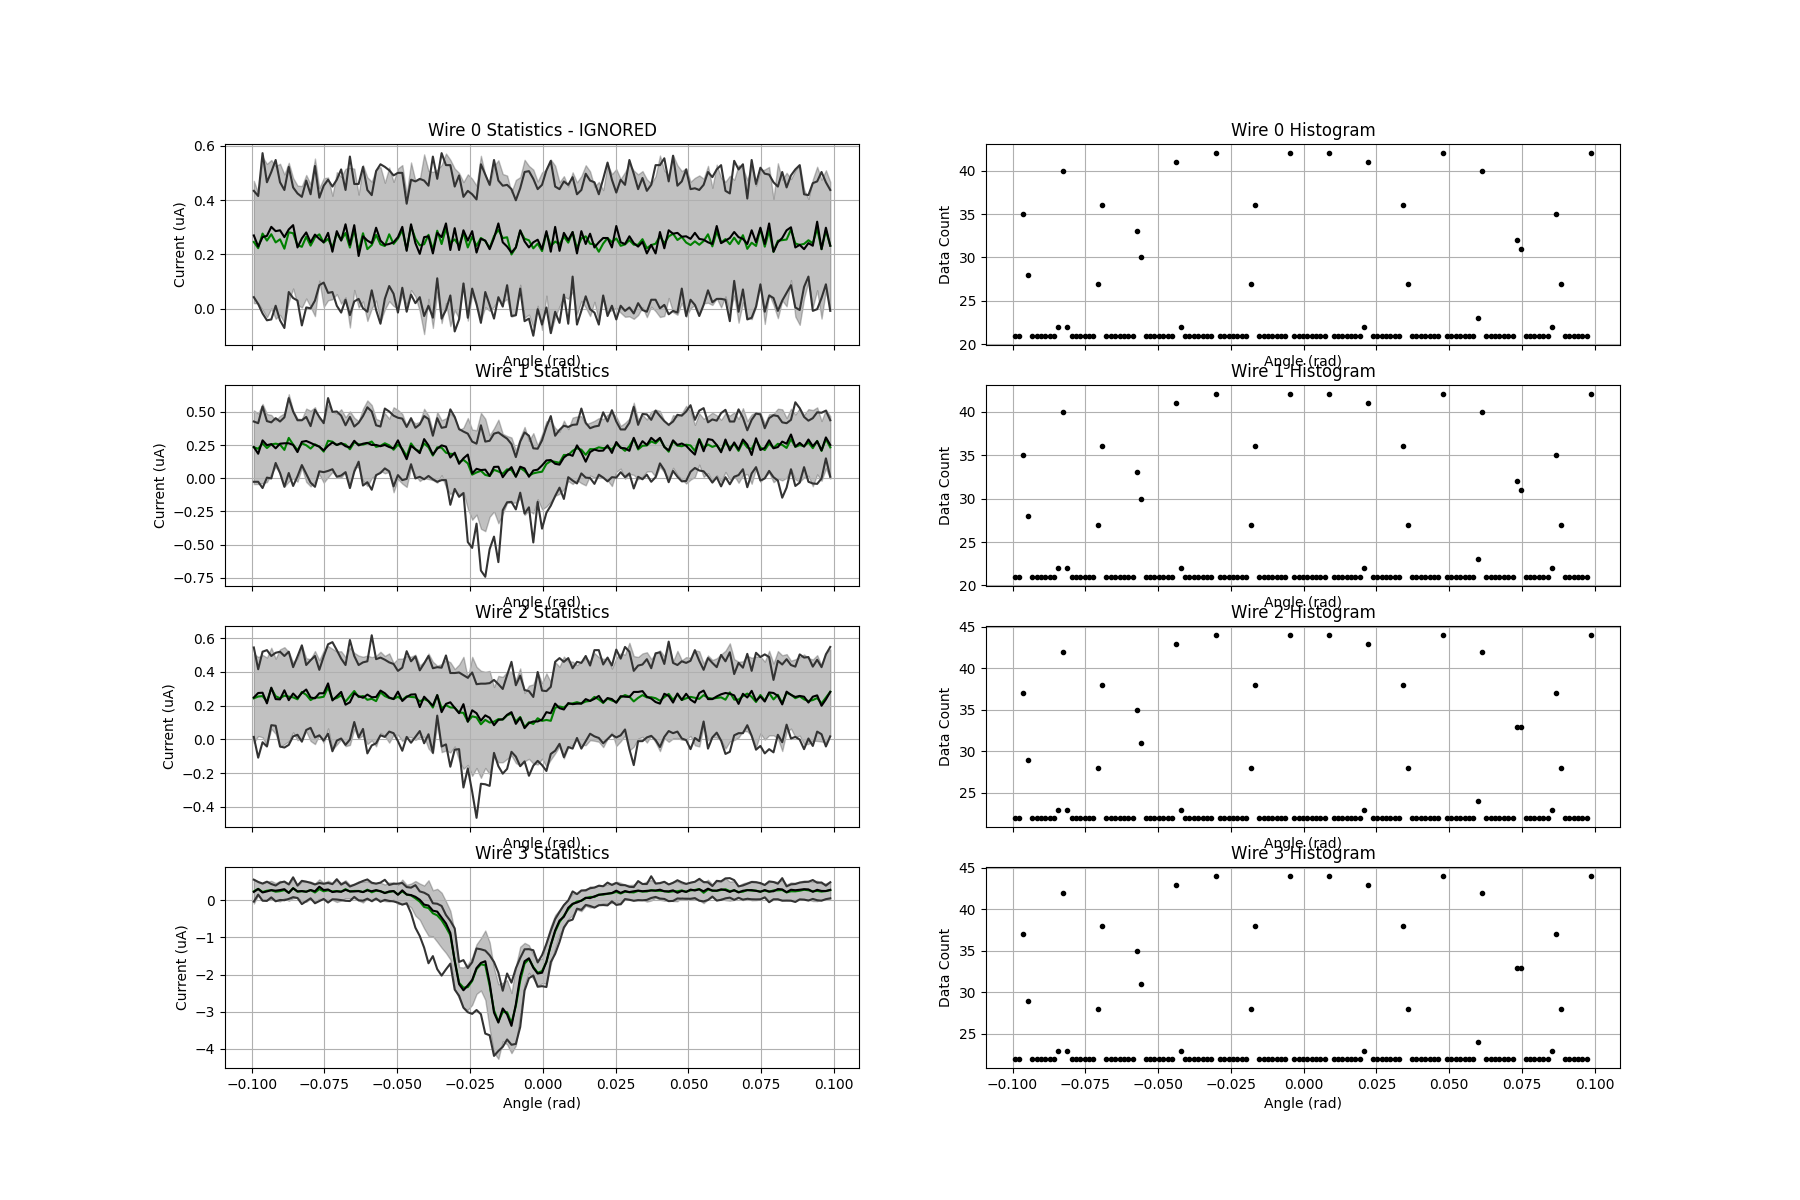 Wire 0 Statistics - IGNORED
0.6
0.4
0.2
0.0
Current (uA)
Angle (rad)
Wire 0 Histogram
40
35
30
25
20
Data Count
Angle (rad)
Wire 1 Statistics
0.50
0.25
0.00
−0.25
−0.50
−0.75
Current (uA)
Angle (rad)
Wire 1 Histogram
40
35
30
25
20
Data Count
Angle (rad)
Wire 2 Statistics
0.6
0.4
0.2
0.0
−0.2
−0.4
Current (uA)
Angle (rad)
Wire 2 Histogram
45
40
35
30
25
Data Count
Angle (rad)
Wire 3 Statistics
0
−1
−2
−3
−4
Current (uA)
−0.100 −0.075 −0.050 −0.025 0.000 0.025 0.050 0.075 0.100
Angle (rad)
Wire 3 Histogram
45
40
35
30
25
Data Count
−0.100 −0.075 −0.050 −0.025 0.000 0.025 0.050 0.075 0.100
Angle (rad)